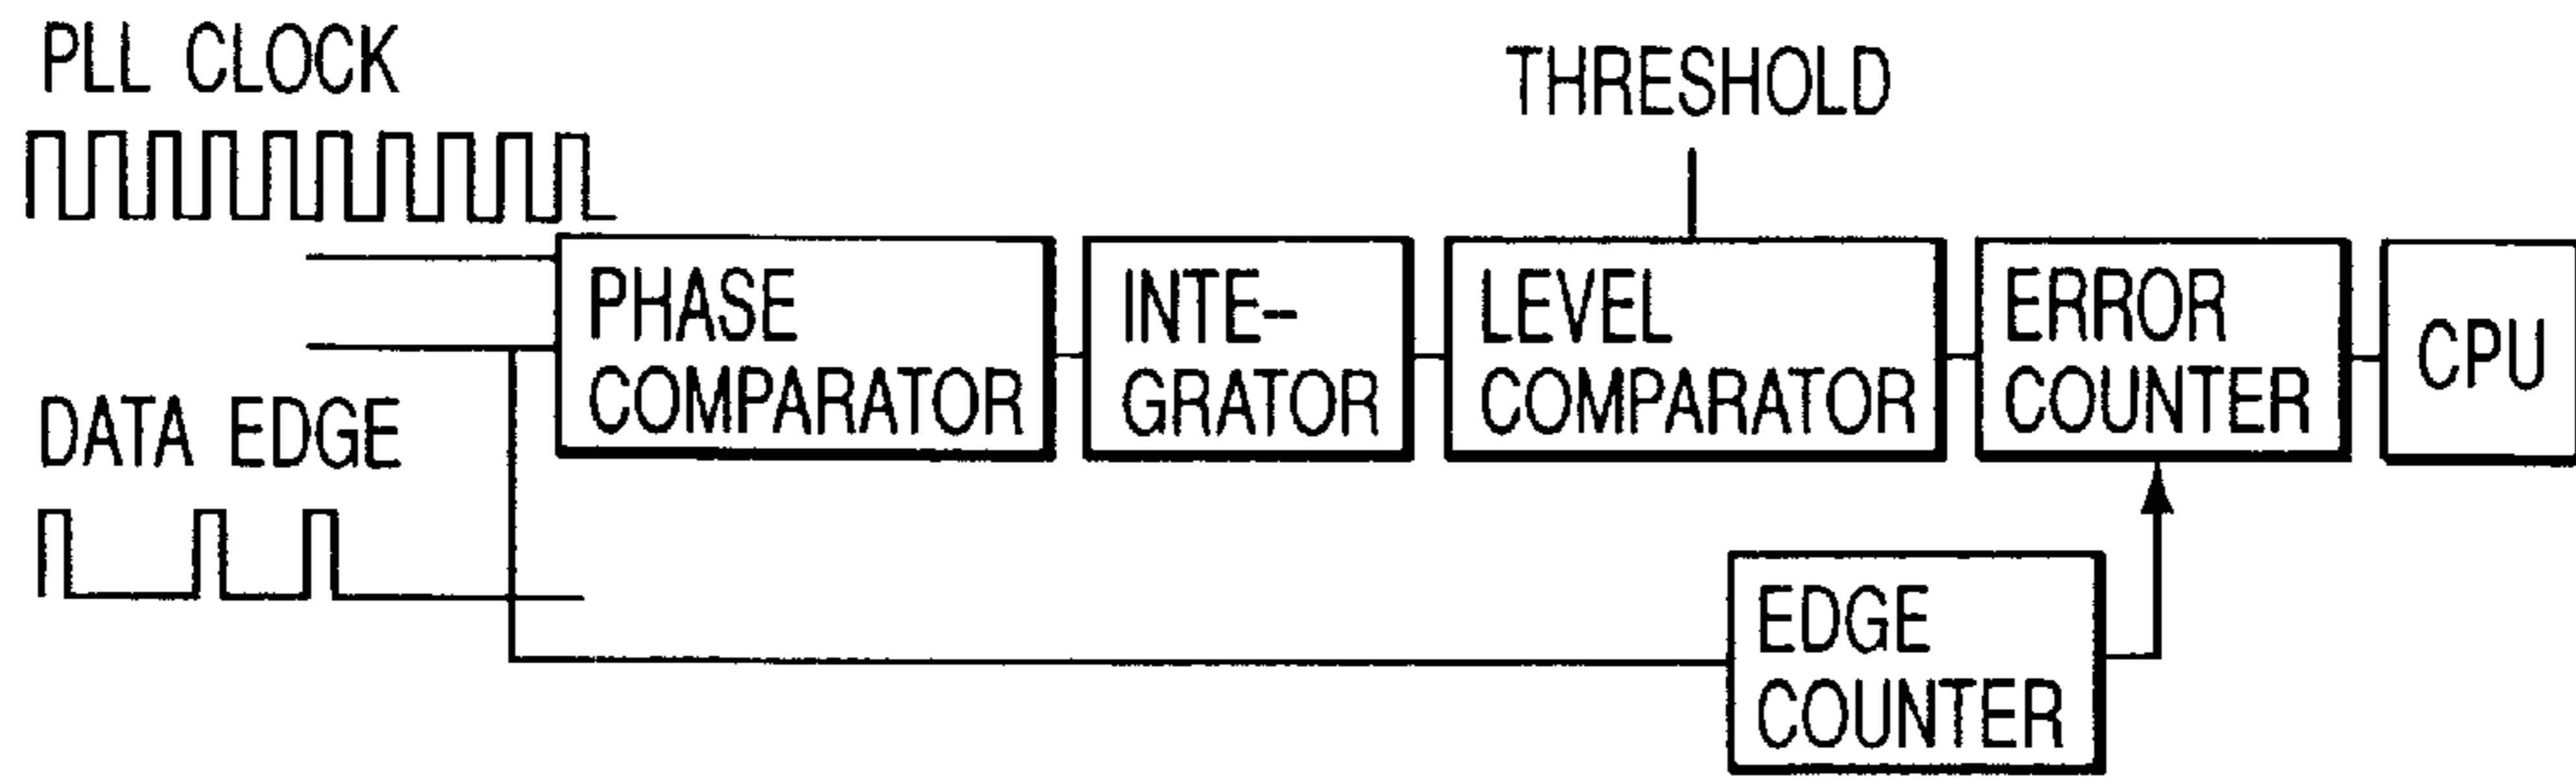 PLL CLOCK
THRESHOLD
PHASE
COMPARATOR
INTE-
GRATOR
LEVEL
COMPARATOR
ERROR
COUNTER
CPU
DATA EDGE
EDGE
COUNTER